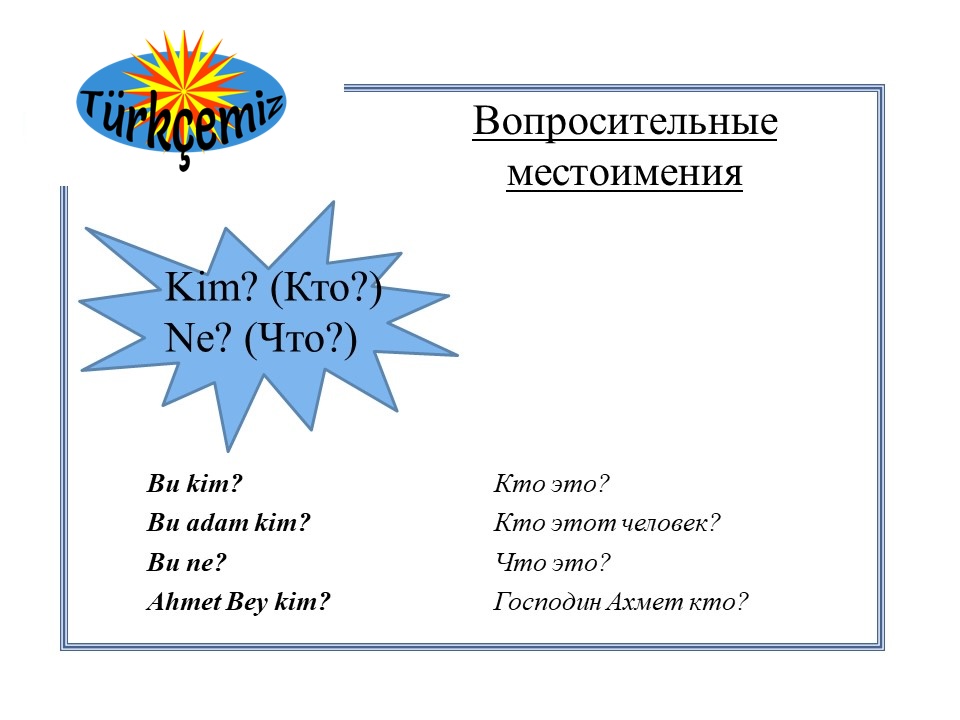 Türkçemiz
Вопросительные
местоимения
Kim? (Кто?)
Ne? (Что?)
Bu kim? Кто это?
Bu adam kim? Кто этот человек?
Bu ne? Что это?
Ahmet Bey kim? Господин Ахмет кто?